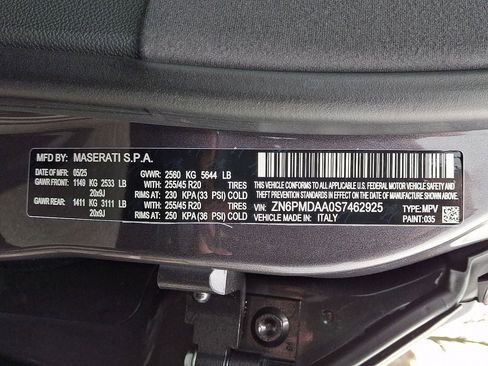 MFD BY: MASERATI S.P.A.
DATE: 05/25 GVWR: 2560 KG 5644 LB
GAWR FRONT: 1149 KG 2533 LB WITH: 255/45 R20 TIRES
20x9J RIMS AT: 230 KPA (33 PSI) COLD
GAWR REAR: 1411 KG 3111 LB WITH: 255/45 R20 TIRES
20x9J RIMS AT: 250 KPA (36 PSI) COLD
THIS VEHICLE CONFORMS TO ALL
APPLICABLE U.S.A. FEDERAL MOTOR VEHICLE SAFETY
AND THEFT PREVENTION STANDARDS IN EFFECT ON
THE DATE OF MANUFACTURE SHOWN ABOVE.
VIN: ZN6PMDAA0S7462925 TYPE: MPV
VEHICLE MADE IN: ITALY PAINT: 035